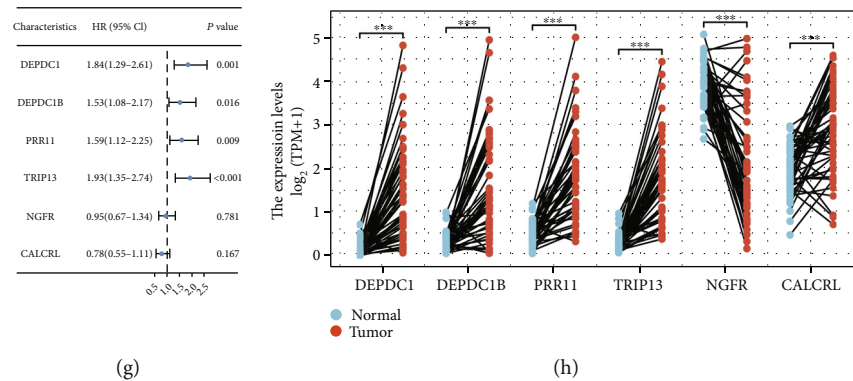 Characteristics HR (95% Cl) P value
DEPDC1 1.84(1.29–2.61) 0.001
DEPDC1B 1.53(1.08–2.17) 0.016
PRR11 1.59(1.12–2.25) 0.009
TRIP13 1.93(1.35–2.74) <0.001
NGFR 0.95(0.67–1.34) 0.781
CALCRL 0.78(0.55–1.11) 0.167
0.5 1.0 1.5 2.0 2.5
(g)
*** *** *** *** *** ***
The expressioin levels
log2 (TPM+1)
5
4
3
2
1
0
DEPDC1 DEPDC1B PRR11 TRIP13 NGFR CALCRL
Normal
Tumor
(h)